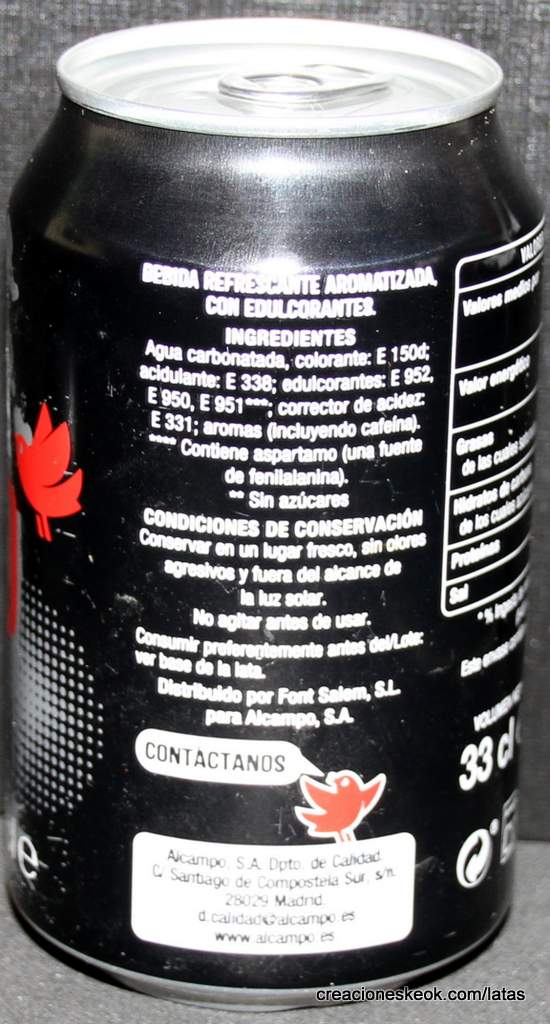 BEBIDA REFRESCANTE AROMATIZADA,
CON EDULCORANTES.
INGREDIENTES
Agua carbonatada, colorante: E 150d;
acidulante: E 338; edulcorantes: E 952,
E 950, E 951***; corrector de acidez:
E 331; aromas (incluyendo cafeína).
**** Contiene aspartamo (una fuente
de fenilalanina).
** Sin azúcares
CONDICIONES DE CONSERVACIÓN
Conservar en un lugar fresco, sin olores
agresivos y fuera del alcance de
la luz solar.
No agitar antes de usar.
Consumir preferentemente antes del/Lote:
ver base de la lata.
Distribuido por Font Salem, S.L.
para Alcampo, S.A.
CONTÁCTANOS
Alcampo, S.A. Dpto. de Calidad.
C/ Santiago de Compostela Sur, s/n.
28029 Madrid.
d.calidad@alcampo.es
www.alcampo.es
Valores medios por
Valor energético
Grasas
de las cuales
Hidratos de carbono
de los cuales
Proteínas
Sal
Este envase
33 cl
creacioneskeok.com/latas